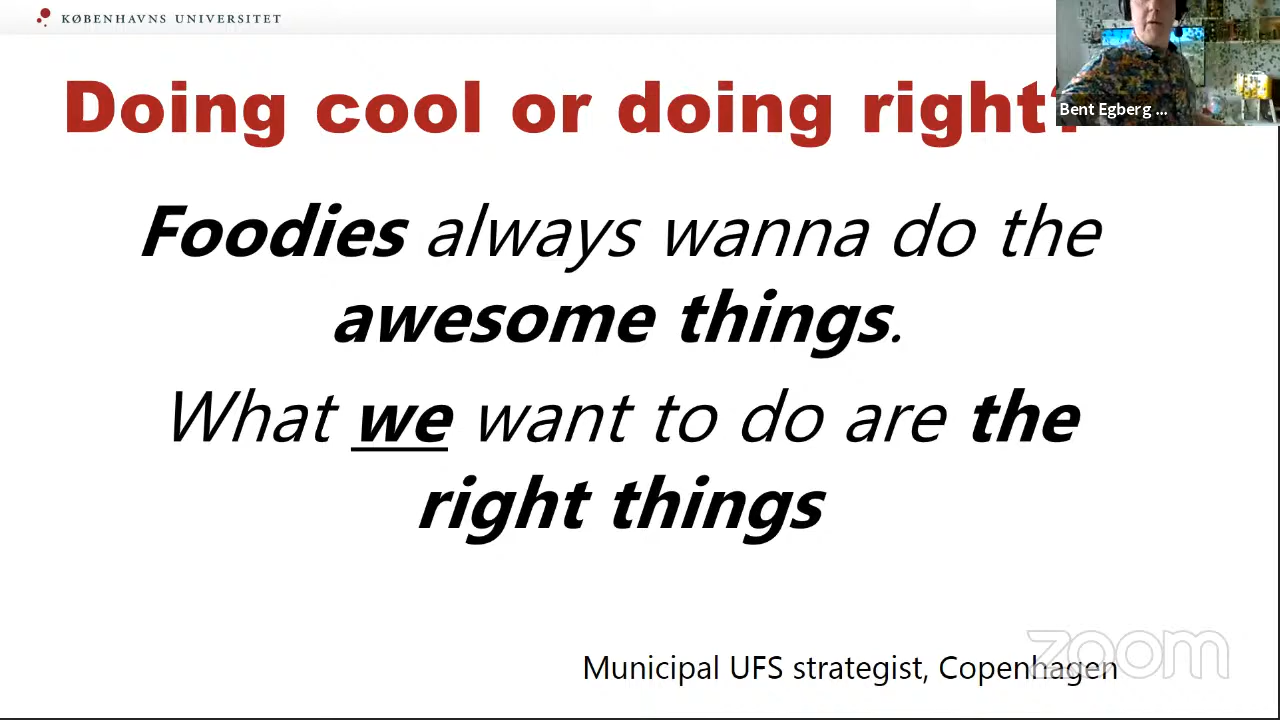 KØBENHAVNS UNIVERSITET
Doing cool or doing right?
Bent Egberg ...
Foodies always wanna do the
awesome things.
What we want to do are the
right things
Municipal UFS strategist, Copenhagen
zoom